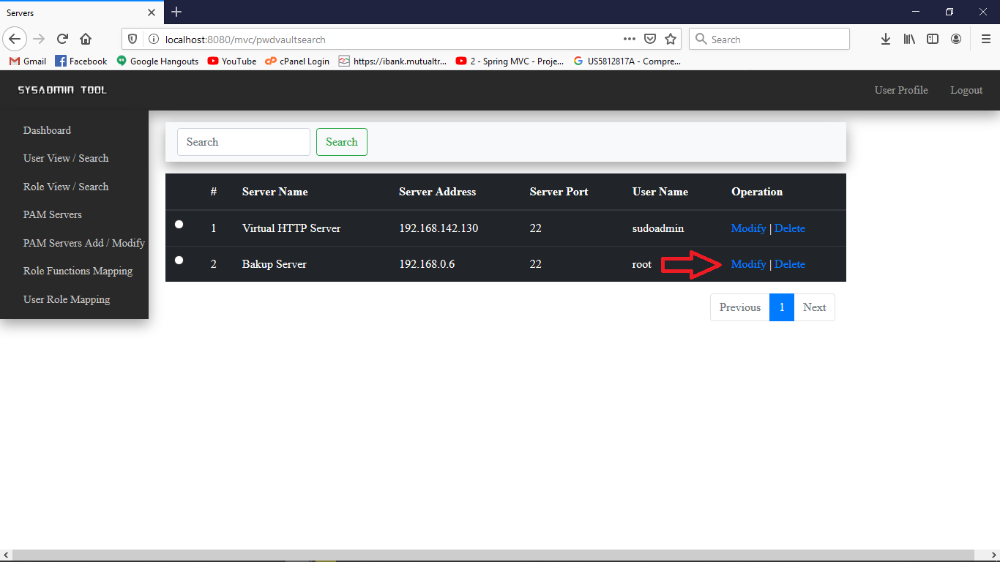 Servers
localhost:8080/mvc/pwdvaultsearch
Search
Gmail Facebook Google Hangouts YouTube cPanel Login https://ibank.mutualtr... 2 - Spring MVC - Proje... US5812817A - Compre...
SYSADMIN TOOL
User Profile Logout
Dashboard
User View / Search
Role View / Search
PAM Servers
PAM Servers Add / Modify
Role Functions Mapping
User Role Mapping
Search Search
# Server Name Server Address Server Port User Name Operation
1 Virtual HTTP Server 192.168.142.130 22 sudoadmin Modify | Delete
2 Bakup Server 192.168.0.6 22 root Modify | Delete
Previous 1 Next